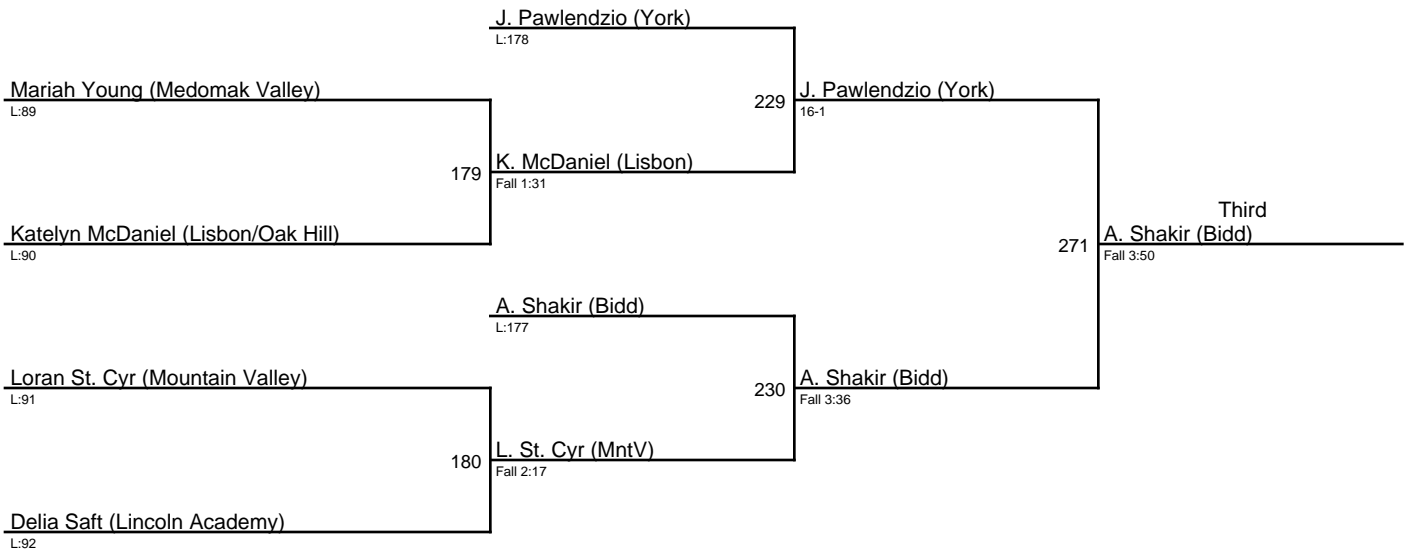 J. Pawlendzio (York)
L:178
Mariah Young (Medomak Valley)
L:89
229
J. Pawlendzio (York)
16-1
179
K. McDaniel (Lisbon)
Fall 1:31
Katelyn McDaniel (Lisbon/Oak Hill)
L:90
271
Third
A. Shakir (Bidd)
Fall 3:50
A. Shakir (Bidd)
L:177
Loran St. Cyr (Mountain Valley)
L:91
230
A. Shakir (Bidd)
Fall 3:36
180
L. St. Cyr (MntV)
Fall 2:17
Delia Saft (Lincoln Academy)
L:92